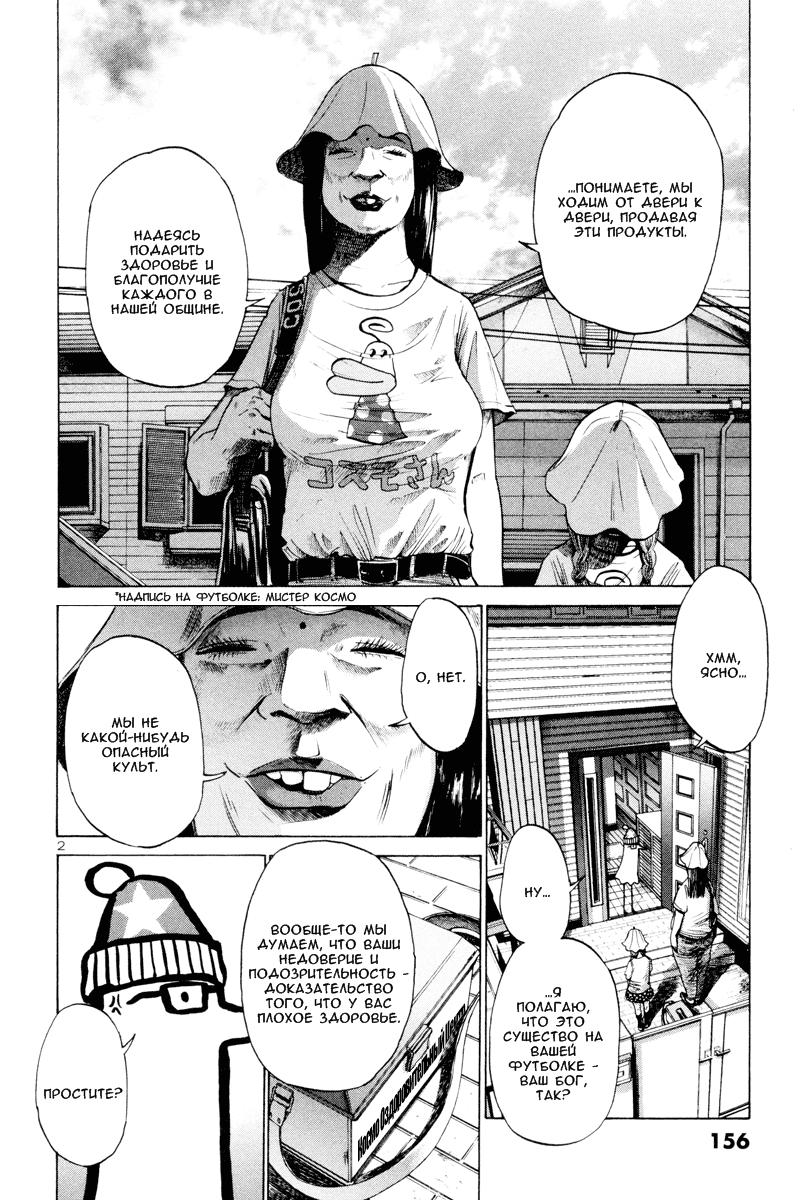 ...ПОНИМАЕТЕ, МЫ
ХОДИМ ОТ ДВЕРИ К
ДВЕРИ, ПРОДАВАЯ
ЭТИ ПРОДУКТЫ.
НАДЕЯСЬ
ПОДАРИТЬ
ЗДОРОВЬЕ И
БЛАГОПОЛУЧИЕ
КАЖДОГО В
НАШЕЙ ОБЩИНЕ.
COS
コスモさん
*НАДПИСЬ НА ФУТБОЛКЕ: МИСТЕР КОСМО
ХММ,
ЯСНО...
НУ...
...Я
ПОЛАГАЮ,
ЧТО ЭТО
СУЩЕСТВО НА
ВАШЕЙ
ФУТБОЛКЕ -
ВАШ БОГ,
ТАК?
О, НЕТ.
МЫ НЕ
КАКОЙ-НИБУДЬ
ОПАСНЫЙ
КУЛЬТ.
2
ВООБЩЕ-ТО МЫ
ДУМАЕМ, ЧТО ВАШИ
НЕДОВЕРИЕ И
ПОДОЗРИТЕЛЬНОСТЬ -
ДОКАЗАТЕЛЬСТВО
ТОГО, ЧТО У ВАС
ПЛОХОЕ ЗДОРОВЬЕ.
Космо Оздоровительный Центр
ПРОСТИТЕ?
156